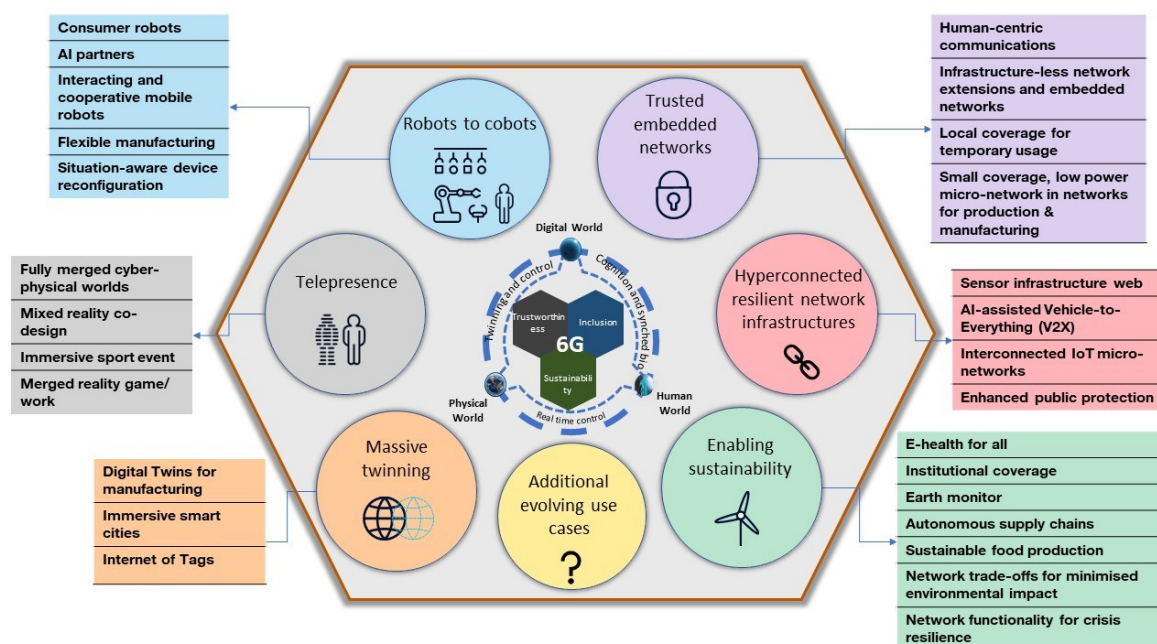 Consumer robots
AI partners
Interacting and
cooperative mobile
robots
Flexible manufacturing
Situation-aware device
reconfiguration
Human-centric
communications
Infrastructure-less network
extensions and embedded
networks
Local coverage for
temporary usage
Small coverage, low power
micro-network in networks
for production &
manufacturing
Robots to cobots
Trusted
embedded
networks
Telepresence
Hyperconnected
resilient network
infrastructures
Fully merged cyber-
physical worlds
Mixed reality co-
design
Immersive sport event
Merged reality game/
work
Sensor infrastructure web
AI-assisted Vehicle-to-
Everything (V2X)
Interconnected IoT micro-
networks
Enhanced public protection
Digital World
Twinning and control
Cognition and synched bio
Trustworthin
ess
Inclusion
6G
Sustainabili
ty
Physical
World
Human
World
Real time control
Massive
twinning
Additional
evolving use
cases
?
Enabling
sustainability
Digital Twins for
manufacturing
Immersive smart
cities
Internet of Tags
E-health for all
Institutional coverage
Earth monitor
Autonomous supply chains
Sustainable food production
Network trade-offs for minimised
environmental impact
Network functionality for crisis
resilience